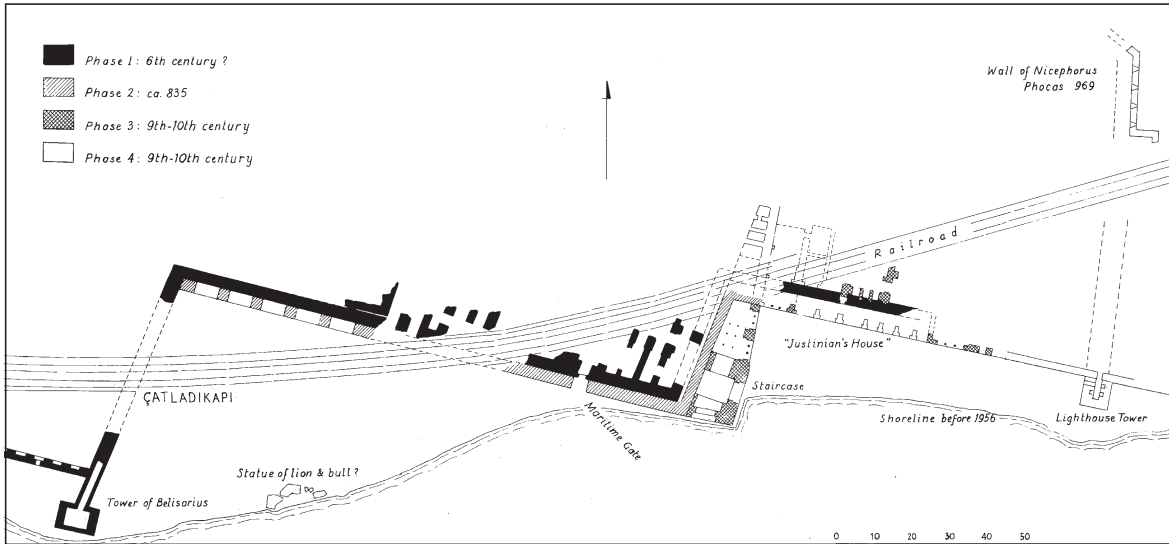 Phase 1: 6th century ?
Phase 2: ca. 835
Phase 3: 9th-10th century
Phase 4: 9th-10th century
Wall of Nicephorus
Phocas 969
Railroad
"Justinian's House"
Staircase
ÇATLADIKAPI
Maritime Gate
Shoreline before 1956
Lighthouse Tower
Statue of lion & bull ?
Tower of Belisarius
0 10 20 30 40 50